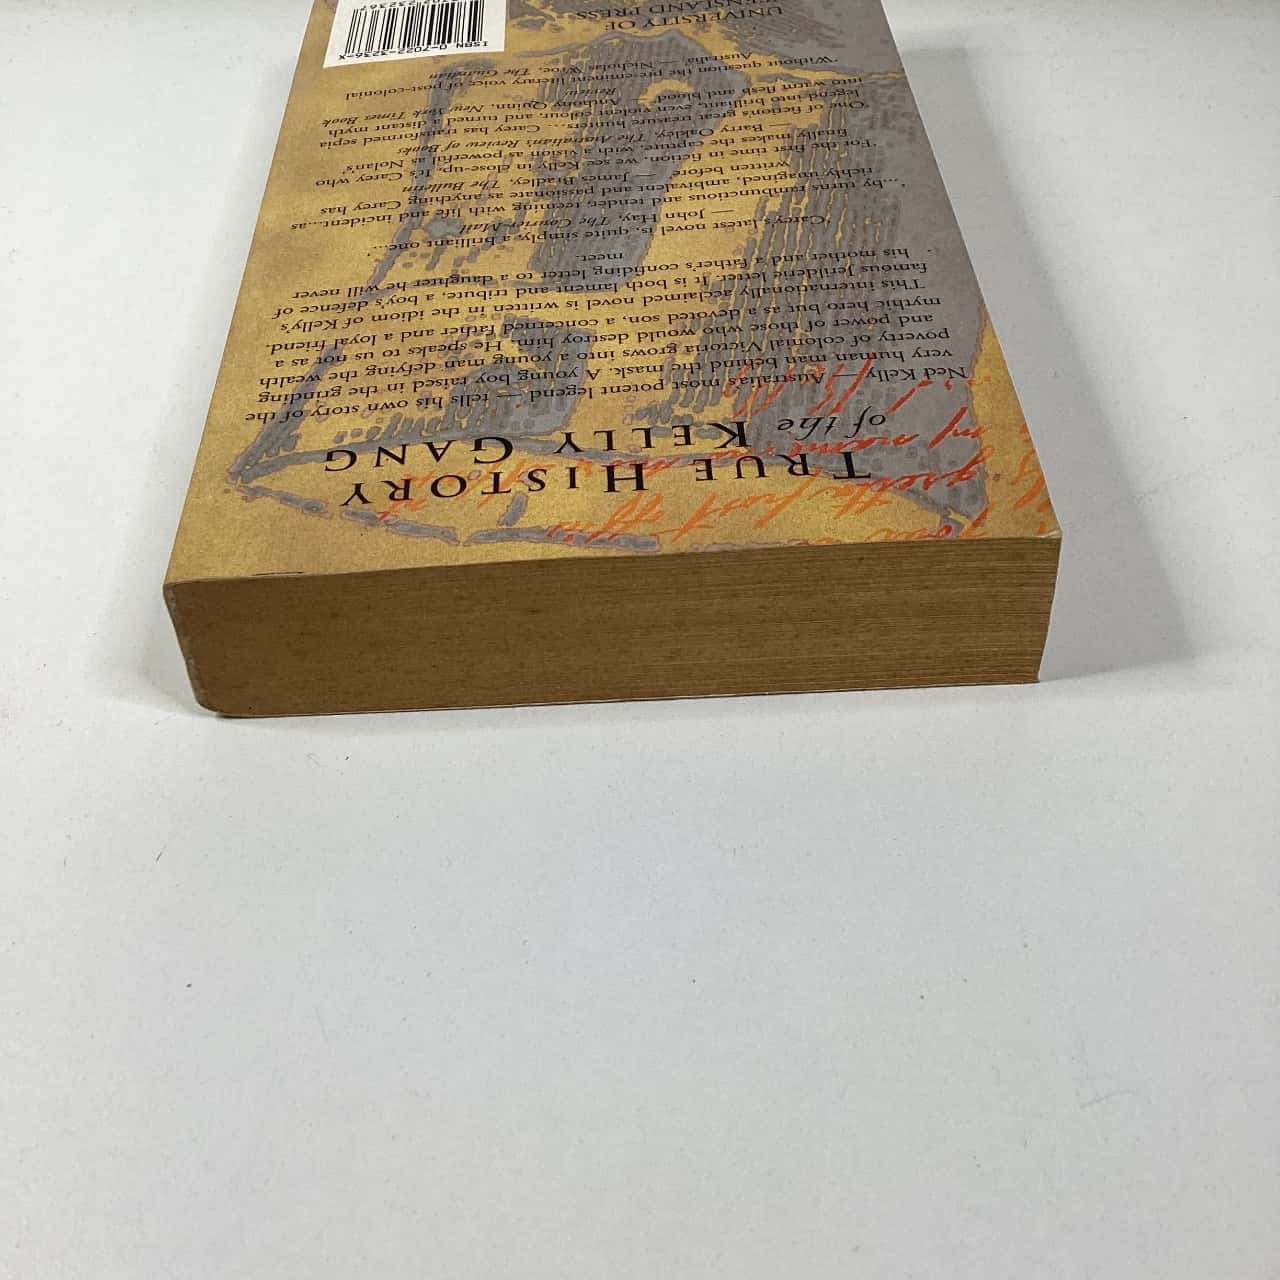 TRUE HISTORY
of the KELLY GANG
Ned Kelly — Australia's most potent legend — tells his own story of the
very human man behind the mask. A young boy raised in the grinding
poverty of colonial Victoria grows into a young man defying the wealth
and power of those who would destroy him. He speaks to us not as a
mythic hero but as a devoted son, a concerned father and a loyal friend.
This internationally acclaimed novel is written in the idiom of Kelly's
famous Jerilderie letter. It is both lament and tribute, a boy's defence of
his mother and a father's confiding letter to a daughter he will never
meet.
'Carey's latest novel is, quite simply, a brilliant one...'
— John Hay, The Courier-Mail
'...by turns rambunctious and passionate and incident...as
richly imagined, ambivalent as anything Carey has
written before' — James Bradley, The Bulletin
'For the first time in fiction, we see Kelly in close-up. It's Carey who
finally makes the capture, with a vision as powerful as Nolan's'
— Barry Oakley, The Australian's Review of Books
'One of fiction's great treasure hunters.... Carey has transformed sepia
legend into brilliant, even violent colour, and turned a distant myth
into warm flesh and blood' Anthony Quinn, New York Times Book
Review
'Without question the pre-eminent literary voice of post-colonial
Australia' — Nicholas Wroe, The Guardian
UNIVERSITY OF
ENSLAND PRESS
ISBN 0-7022-3236-X